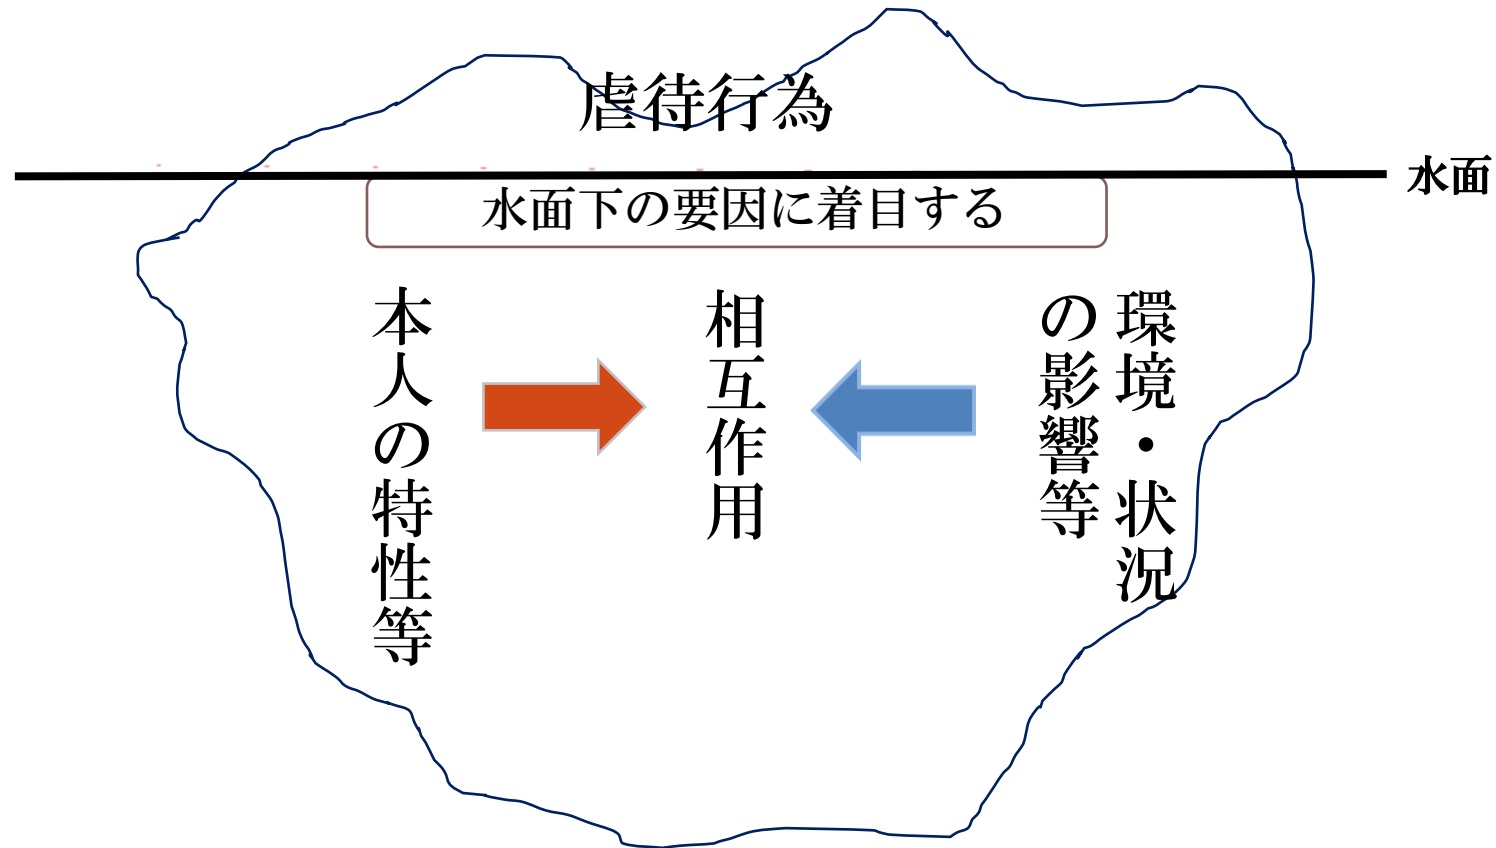 虐待行為
水面
水面下の要因に着目する
本人の特性等
相互作用
環境・状況
の影響等